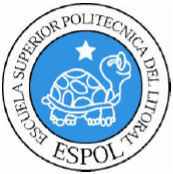 ESCUELA SUPERIOR POLITECNICA DEL LITORAL
ESPOL